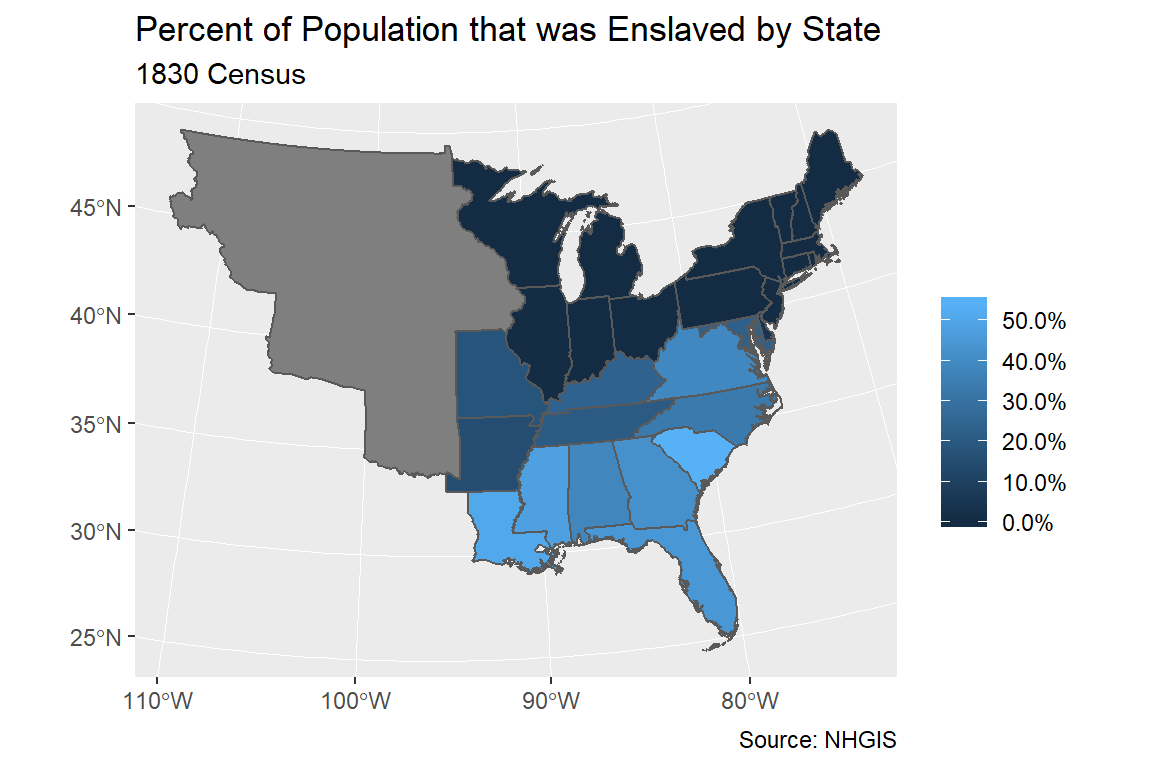 Percent of Population that was Enslaved by State
1830 Census
45°N
40°N
35°N
30°N
25°N
110°W 100°W 90°W 80°W
50.0%
40.0%
30.0%
20.0%
10.0%
0.0%
Source: NHGIS